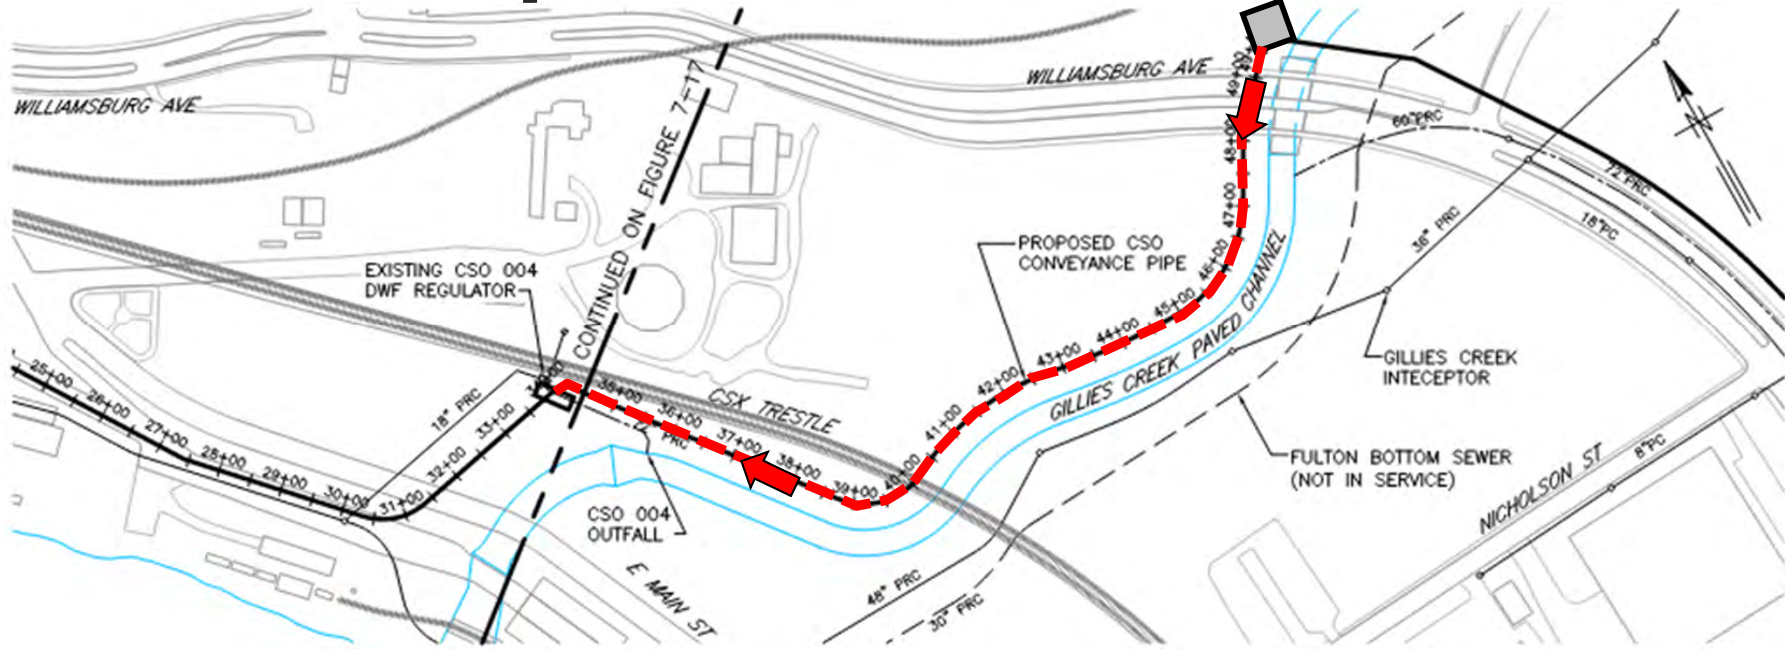 WILLIAMSBURG AVE
WILLIAMSBURG AVE
CONTINUED ON FIGURE 7-17
EXISTING CSO 004
DWF REGULATOR
PROPOSED CSO
CONVEYANCE PIPE
GILLIES CREEK PAVED CHANNEL
GILLIES CREEK
INTECEPTOR
FULTON BOTTOM SEWER
(NOT IN SERVICE)
CSO 004
OUTFALL
CSX TRESTLE
E MAIN ST
NICHOLSON ST
60"PRC
72"PRC
18"PC
36" PRC
8"PC
18" PRC
PRC
48" PRC
30" PRC
25+00
26+00
27+00
28+00
29+00
30+00
31+00
32+00
33+00
35+00
36+00
37+00
38+00
39+00
40+00
41+00
42+00
43+00
44+00
45+00
46+00
47+00
48+00
49+00
N